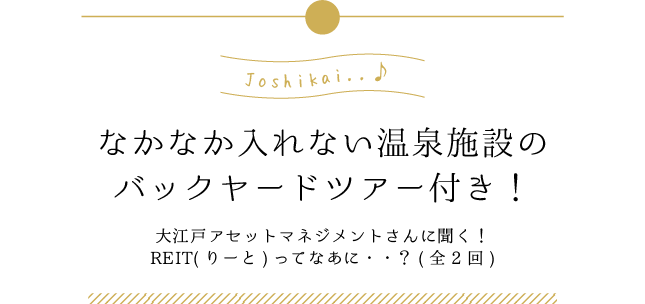 Joshikai..♪
なかなか入れない温泉施設の
バックヤードツアー付き！
大江戸アセットマネジメントさんに聞く！
REIT(りーと)ってなあに・・？(全2回)